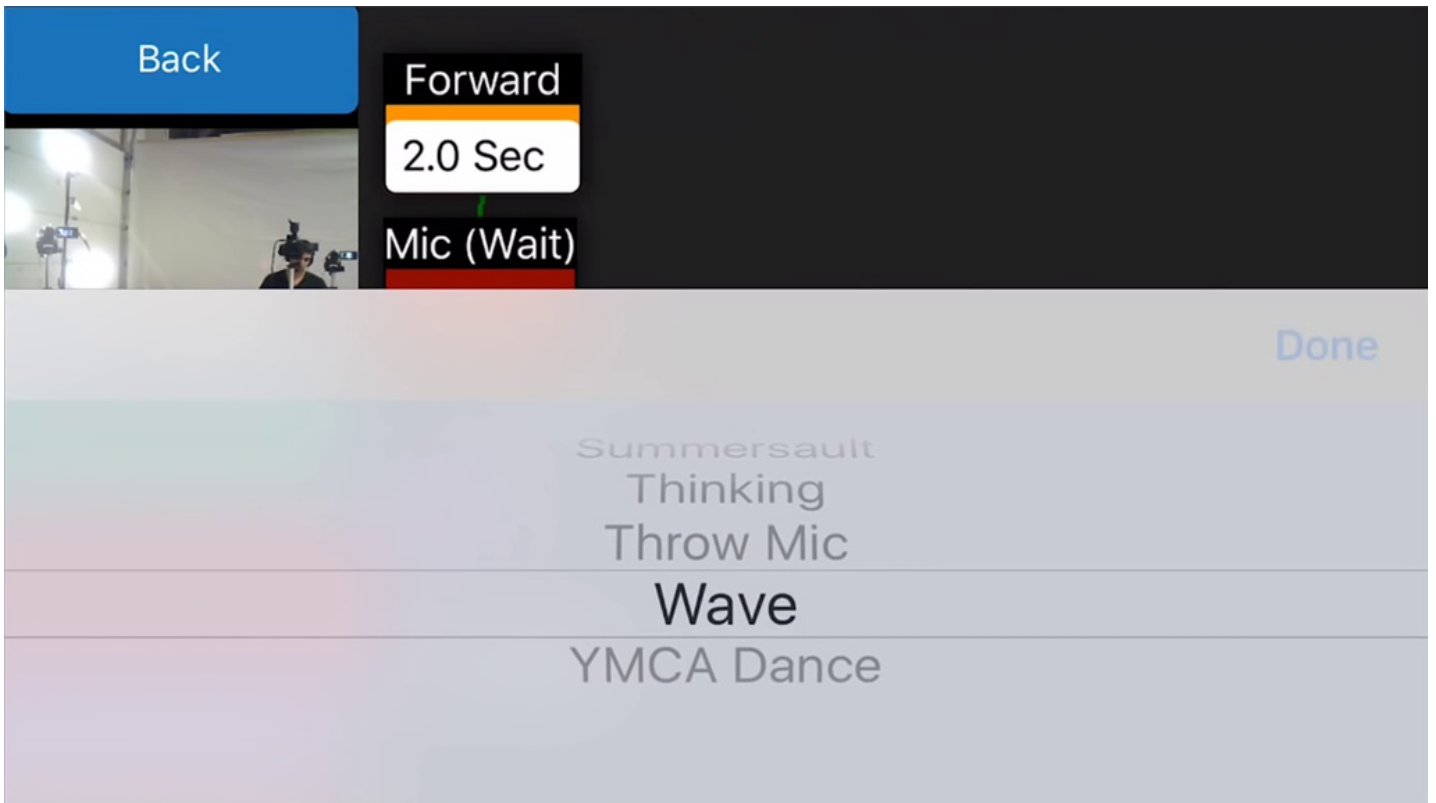 Back
Forward
2.0 Sec
Mic (Wait)
Done
Summersault
Thinking
Throw Mic
Wave
YMCA Dance